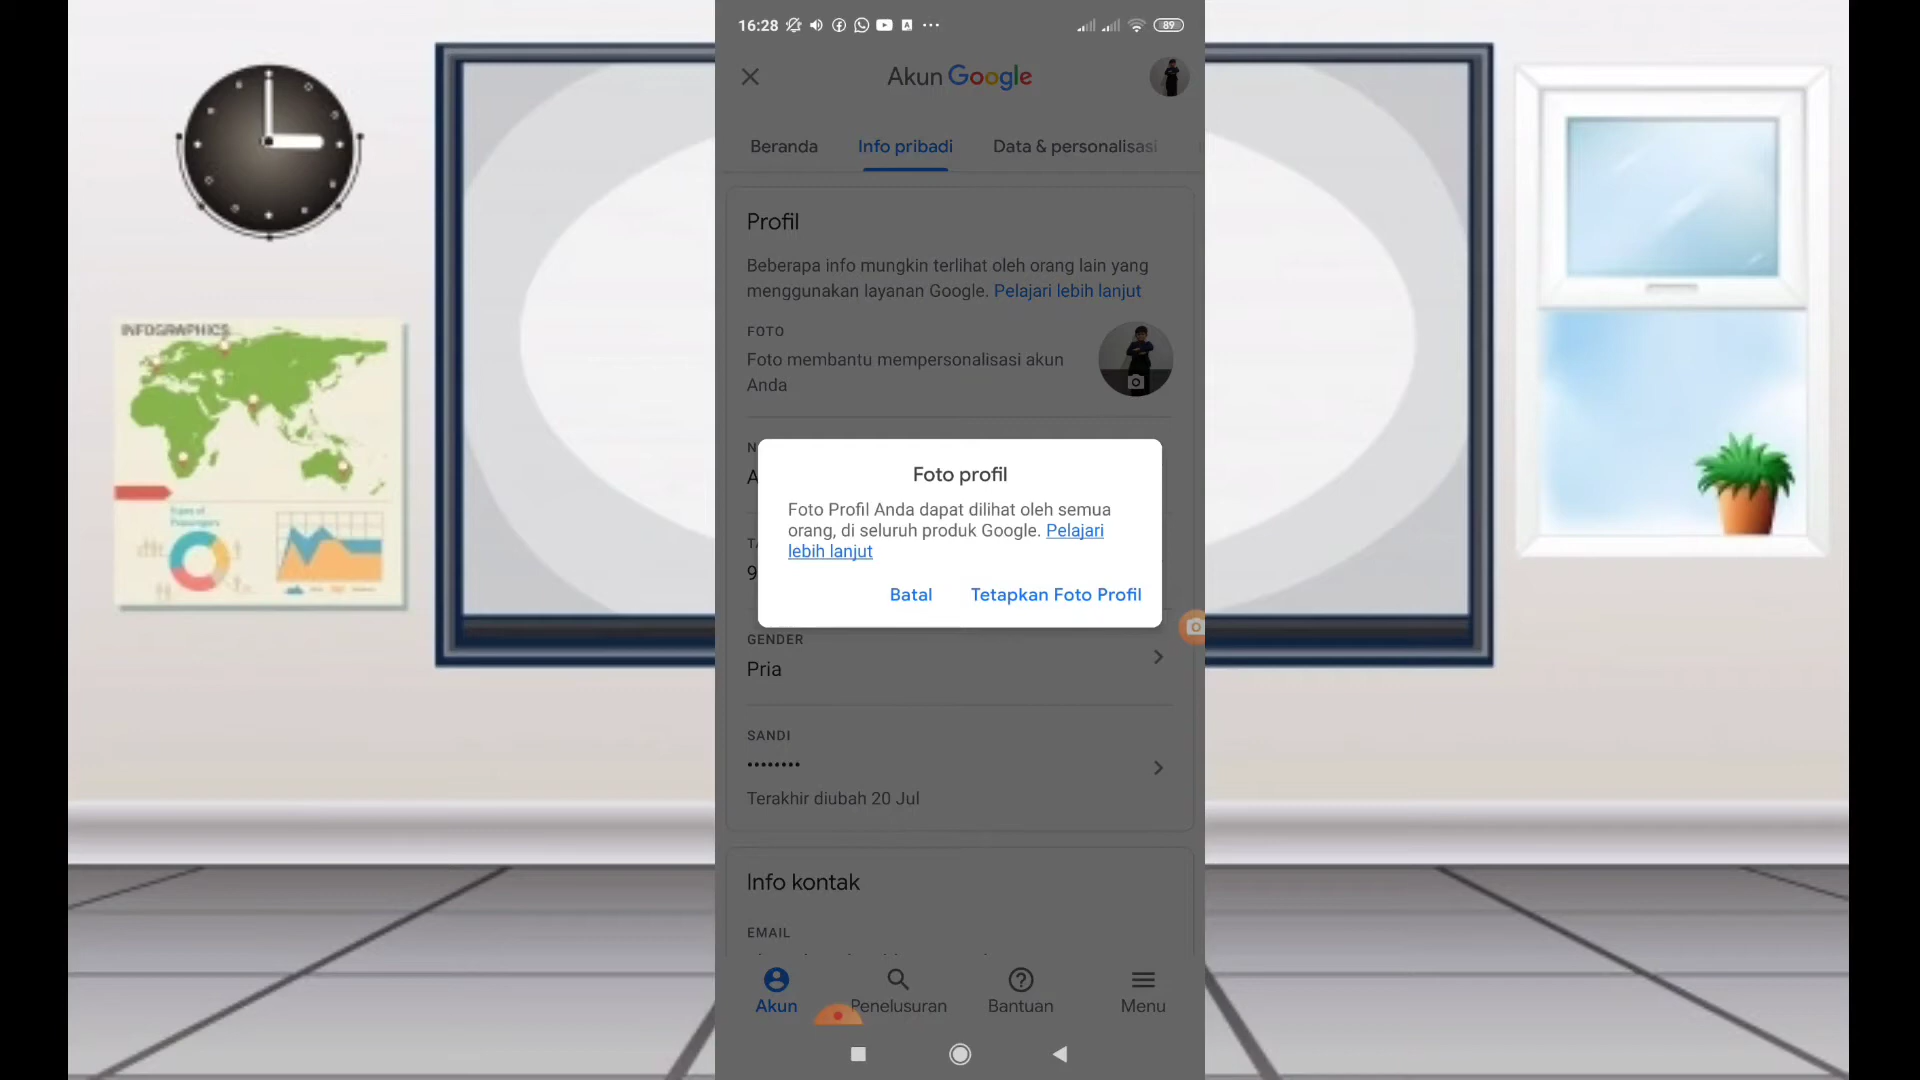 16:28
89
Akun Google
Beranda
Info pribadi
Data & personalisasi
Profil
Beberapa info mungkin terlihat oleh orang lain yang
menggunakan layanan Google. Pelajari lebih lanjut
FOTO
Foto membantu mempersonalisasi akun
Anda
N
A
Foto profil
Foto Profil Anda dapat dilihat oleh semua
orang, di seluruh produk Google. Pelajari
lebih lanjut
Batal
Tetapkan Foto Profil
9
GENDER
Pria
SANDI
••••••••
Terakhir diubah 20 Jul
Info kontak
EMAIL
Akun
Penelusuran
Bantuan
Menu
INFOGRAPHICS